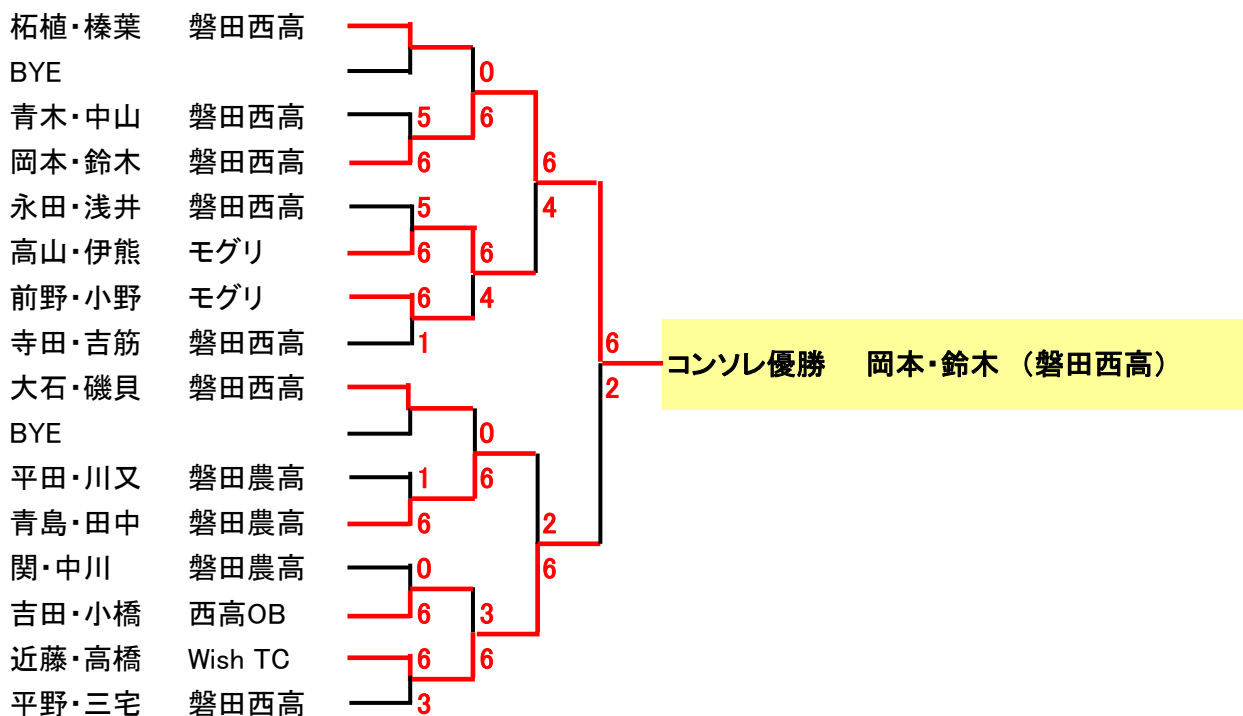 柘植・榛葉 磐田西高
BYE
0
青木・中山 磐田西高 5 6
岡本・鈴木 磐田西高 6 6
永田・浅井 磐田西高 5 4
高山・伊熊 モグリ 6 6
前野・小野 モグリ 6 4
寺田・吉筋 磐田西高 1 6
コンソレ優勝 岡本・鈴木 (磐田西高)
大石・磯貝 磐田西高 2
BYE 0
平田・川又 磐田農高 1 6
青島・田中 磐田農高 6 2
関・中川 磐田農高 0 6
吉田・小橋 西高OB 6 3
近藤・高橋 Wish TC 6 6
平野・三宅 磐田西高 3